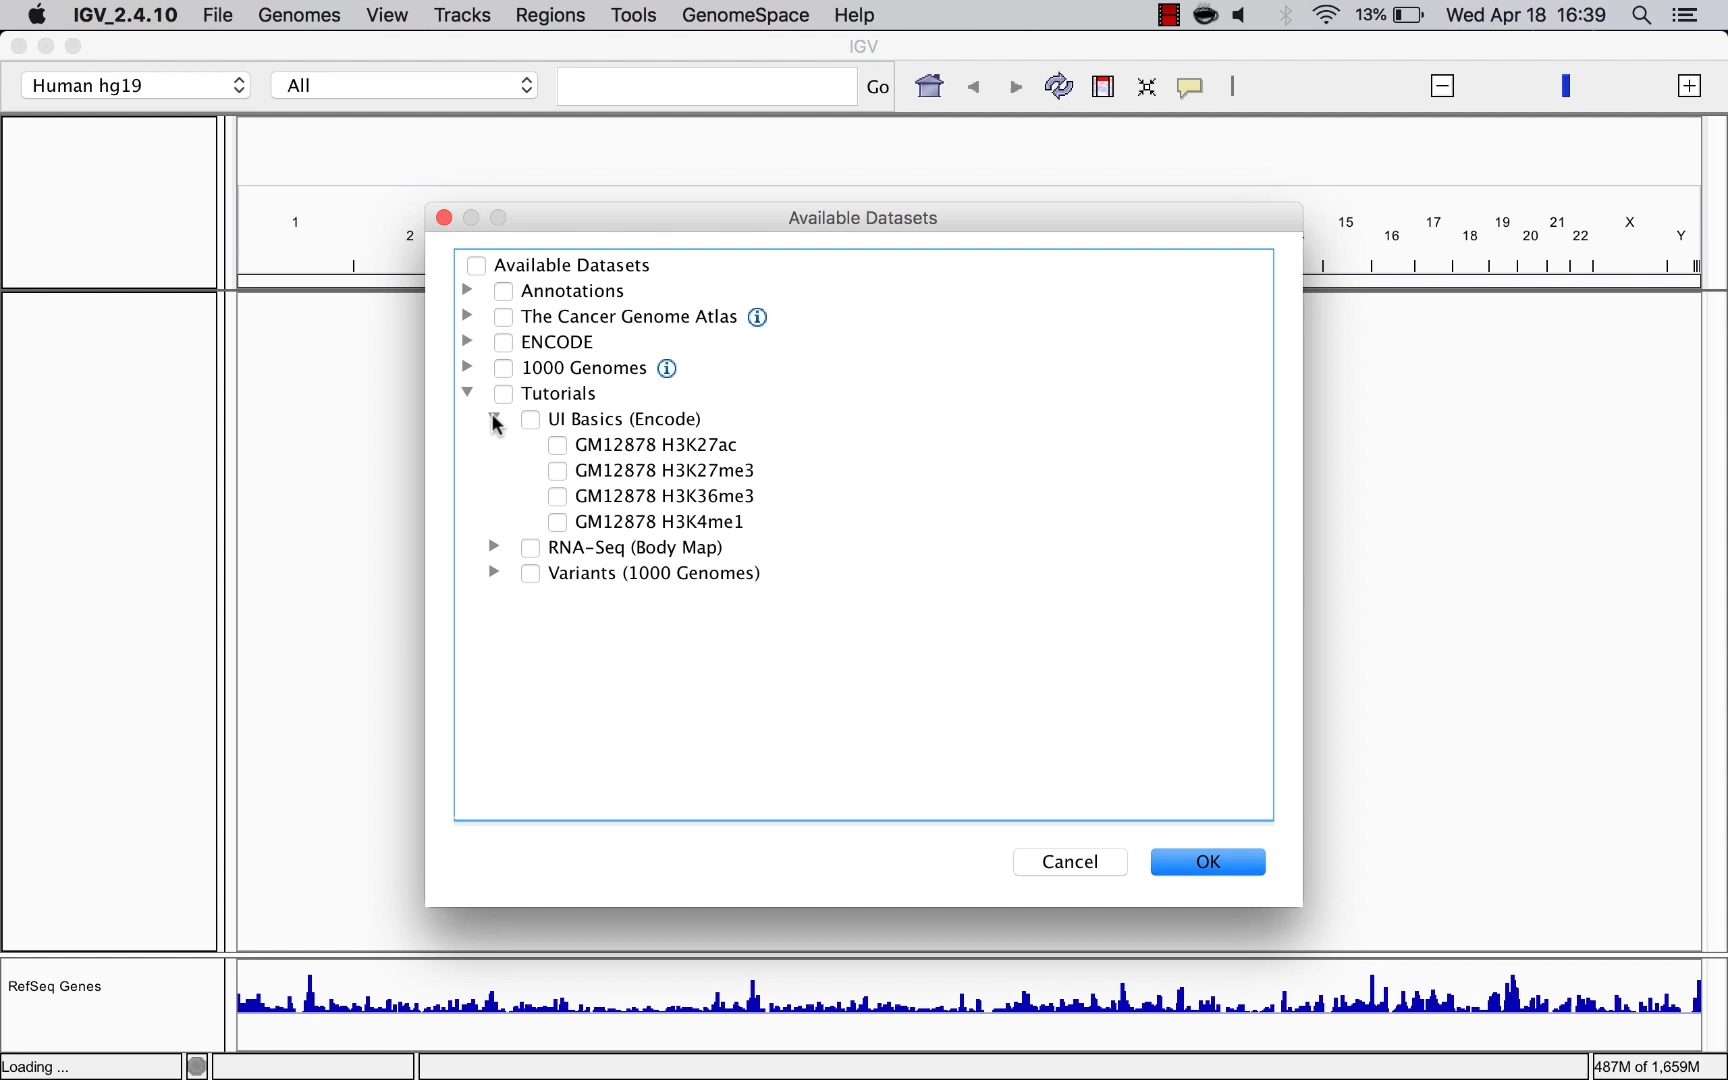 IGV_2.4.10 File Genomes View Tracks Regions Tools GenomeSpace Help 13% Wed Apr 18 16:39
IGV
Human hg19 All Go
1 2 15 16 17 18 19 20 21 22 X Y
Available Datasets
Available Datasets
Annotations
The Cancer Genome Atlas
ENCODE
1000 Genomes
Tutorials
UI Basics (Encode)
GM12878 H3K27ac
GM12878 H3K27me3
GM12878 H3K36me3
GM12878 H3K4me1
RNA-Seq (Body Map)
Variants (1000 Genomes)
Cancel OK
RefSeq Genes
Loading ... 487M of 1,659M